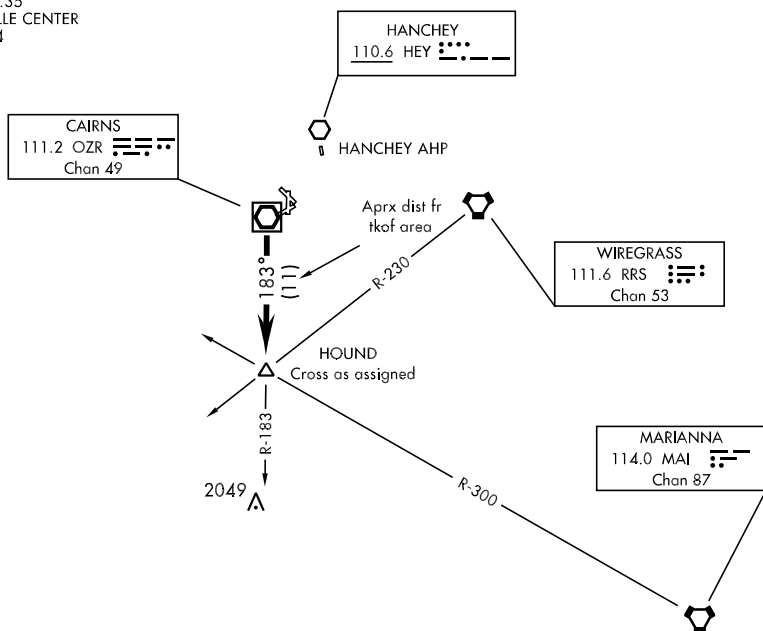 .35
LLE CENTER
4
HANCHEY
110.6 HEY
CAIRNS
111.2 OZR
Chan 49
HANCHEY AHP
Aprx dist fr
tkof area
WIREGRASS
111.6 RRS
Chan 53
183°
(11)
R-230
HOUND
Cross as assigned
R-183
2049
MARIANNA
114.0 MAI
Chan 87
R-300